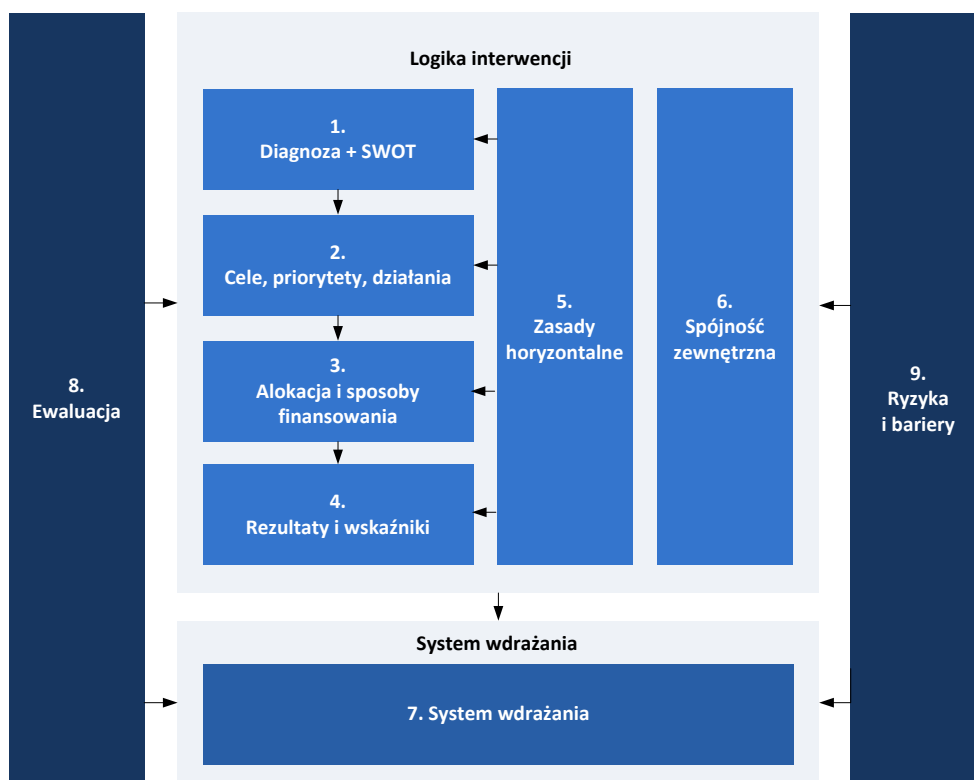 Logika interwencji
1.
Diagnoza + SWOT
2.
Cele, priorytety, działania
3.
Alokacja i sposoby
finansowania
4.
Rezultaty i wskaźniki
5.
Zasady
horyzontalne
6.
Spójność
zewnętrzna
8.
Ewaluacja
9.
Ryzyka
i bariery
System wdrażania
7. System wdrażania